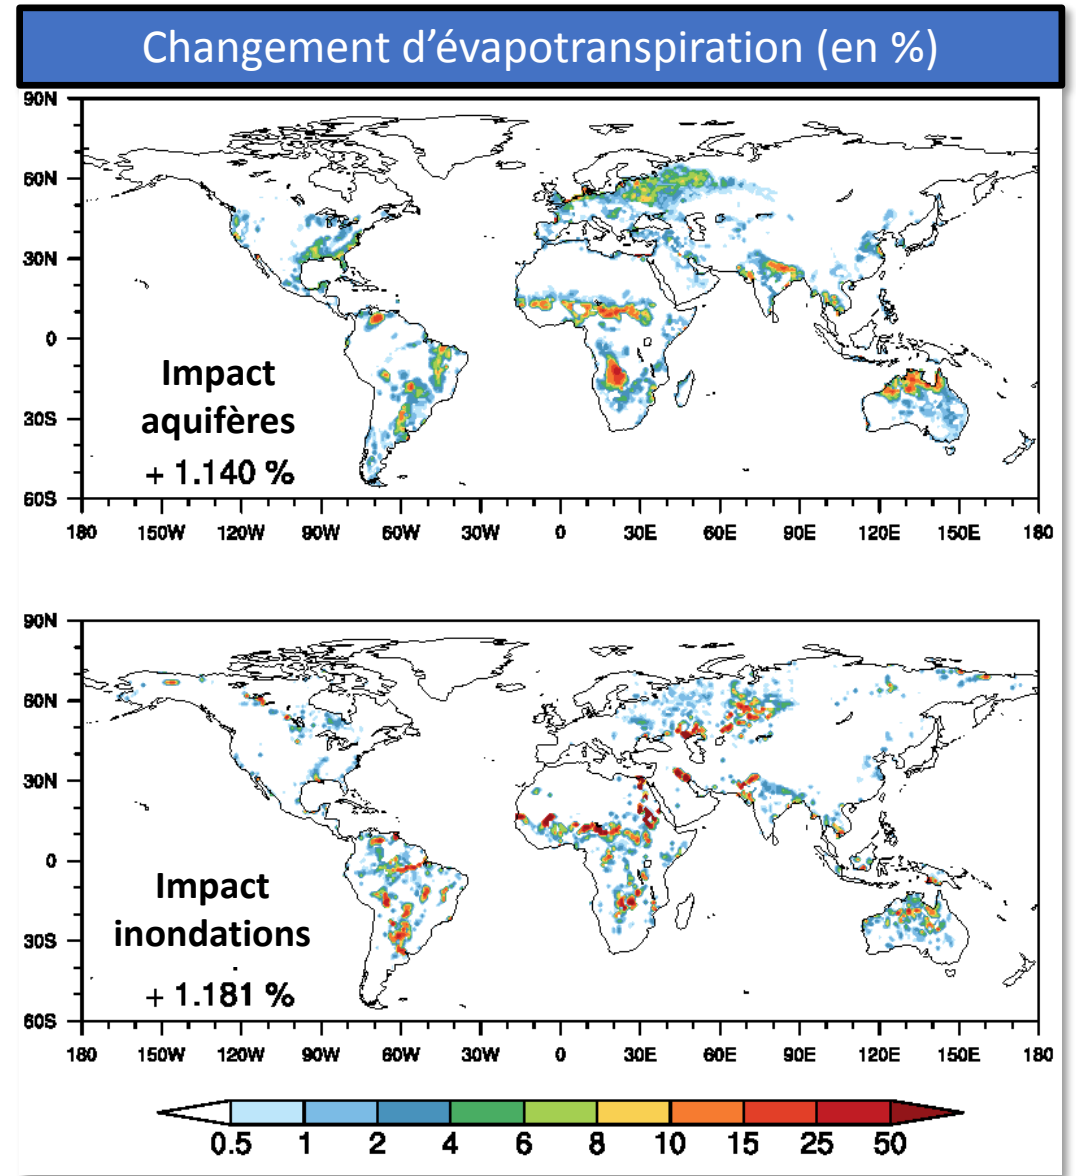 Changement d’évapotranspiration (en %)
90N
60N
30N
0
30S
60S
Impact
aquifères
+ 1.140 %
180 150W 120W 90W 60W 30W 0 30E 60E 90E 120E 150E 180
90N
60N
30N
0
30S
60S
Impact
inondations
+ 1.181 %
180 150W 120W 90W 60W 30W 0 30E 60E 90E 120E 150E 180
0.5 1 2 4 6 8 10 15 25 50